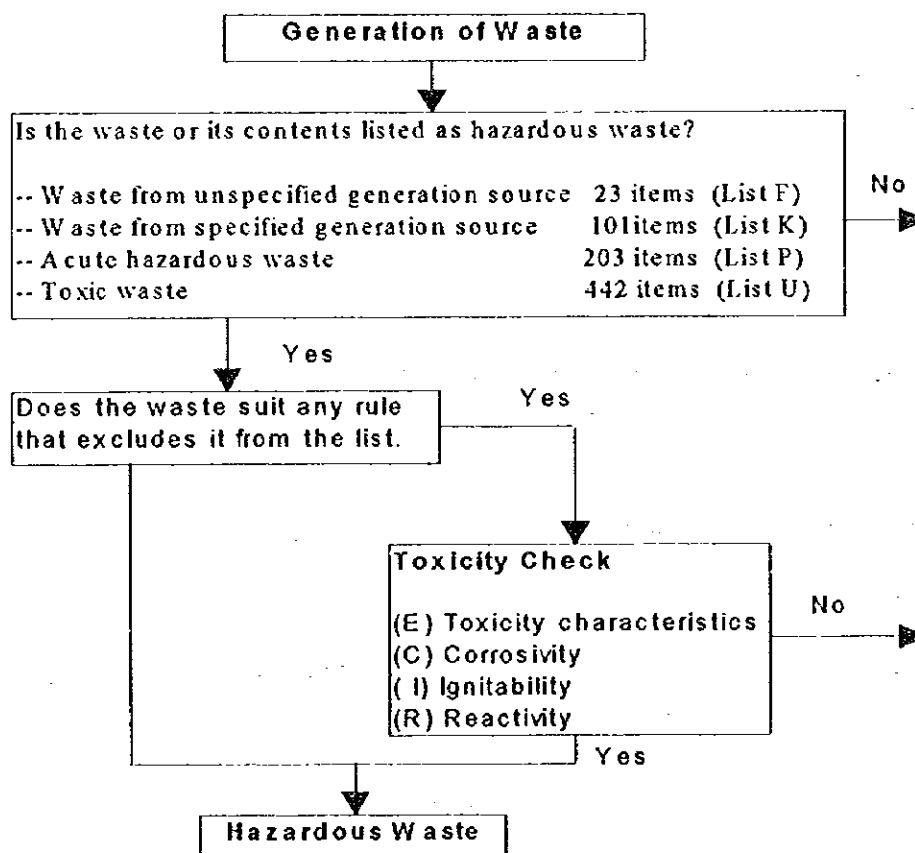 Generation of Waste
Is the waste or its contents listed as hazardous waste?
-- Waste from unspecified generation source 23 items (List F)
-- Waste from specified generation source 101items (List K)
-- Acute hazardous waste 203 items (List P)
-- Toxic waste 442 items (List U)
No
Yes
Does the waste suit any rule
that excludes it from the list.
Yes
Toxicity Check
(E) Toxicity characteristics
(C) Corrosivity
( I) Ignitability
(R) Reactivity
No
Yes
Hazardous Waste